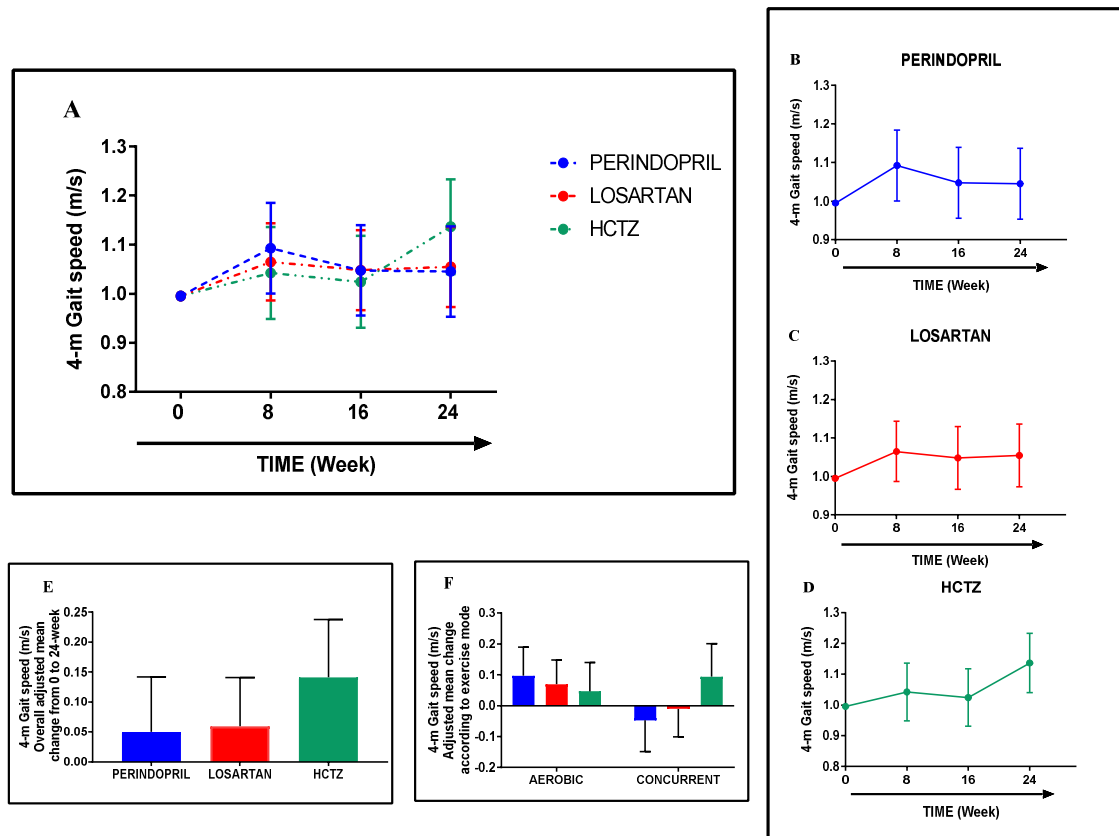 A
4-m Gait speed (m/s)
1.3
1.2
1.1
1.0
0.9
0.8
0
8
16
24
TIME (Week)
PERINDOPRIL
LOSARTAN
HCTZ
B
PERINDOPRIL
4-m Gait speed (m/s)
1.3
1.2
1.1
1.0
0.9
0
8
16
24
TIME (Week)
C
LOSARTAN
4-m Gait speed (m/s)
1.3
1.2
1.1
1.0
0.9
0
8
16
24
TIME (Week)
D
HCTZ
4-m Gait speed (m/s)
1.3
1.2
1.1
1.0
0.9
0.8
0
8
16
24
TIME (Week)
E
4-m Gait speed (m/s)
Overall adjusted mean
change from 0 to 24-week
0.25
0.20
0.15
0.10
0.05
0.00
PERINDOPRIL
LOSARTAN
HCTZ
F
4-m Gait speed (m/s)
Adjusted mean change
according to exercise mode
0.3
0.2
0.1
0.0
-0.1
-0.2
AEROBIC
CONCURRENT